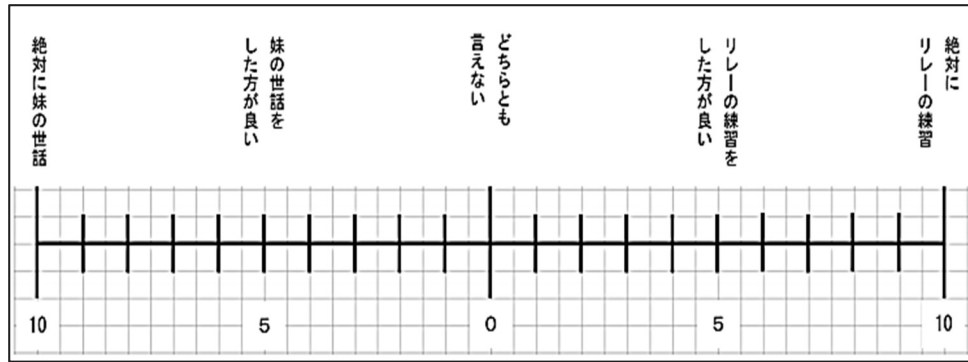 絶対に妹の世話
妹の世話を
した方が良い
どちらとも
言えない
リレーの練習を
した方が良い
絶対に
リレーの練習
10 5 0 5 10